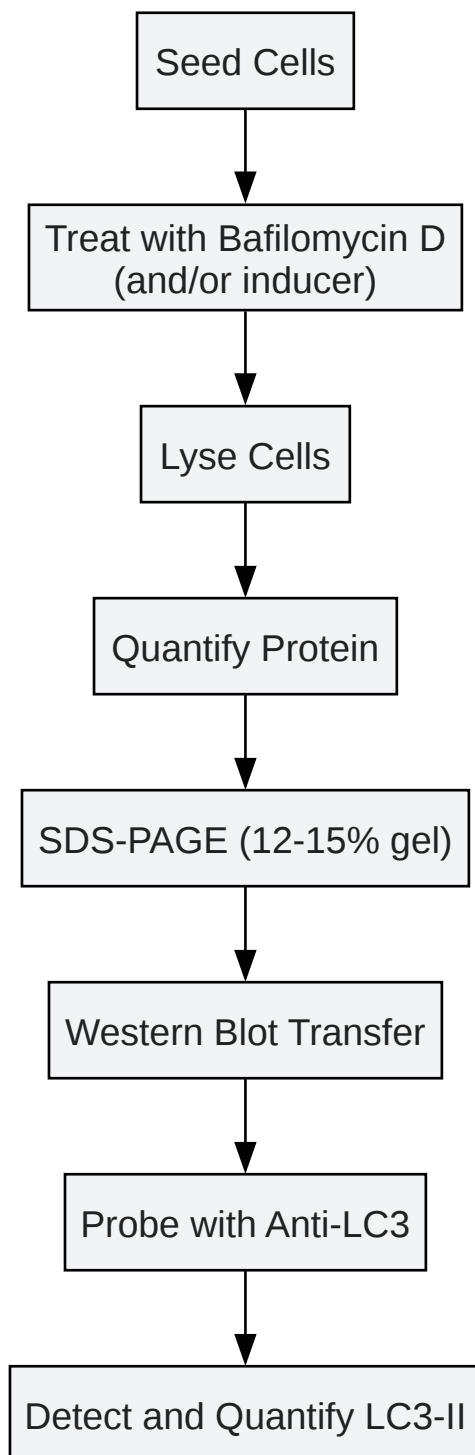 Seed Cells
Treat with Bafilomycin D
(and/or inducer)
Lyse Cells
Quantify Protein
SDS-PAGE (12-15% gel)
Western Blot Transfer
Probe with Anti-LC3
Detect and Quantify LC3-II